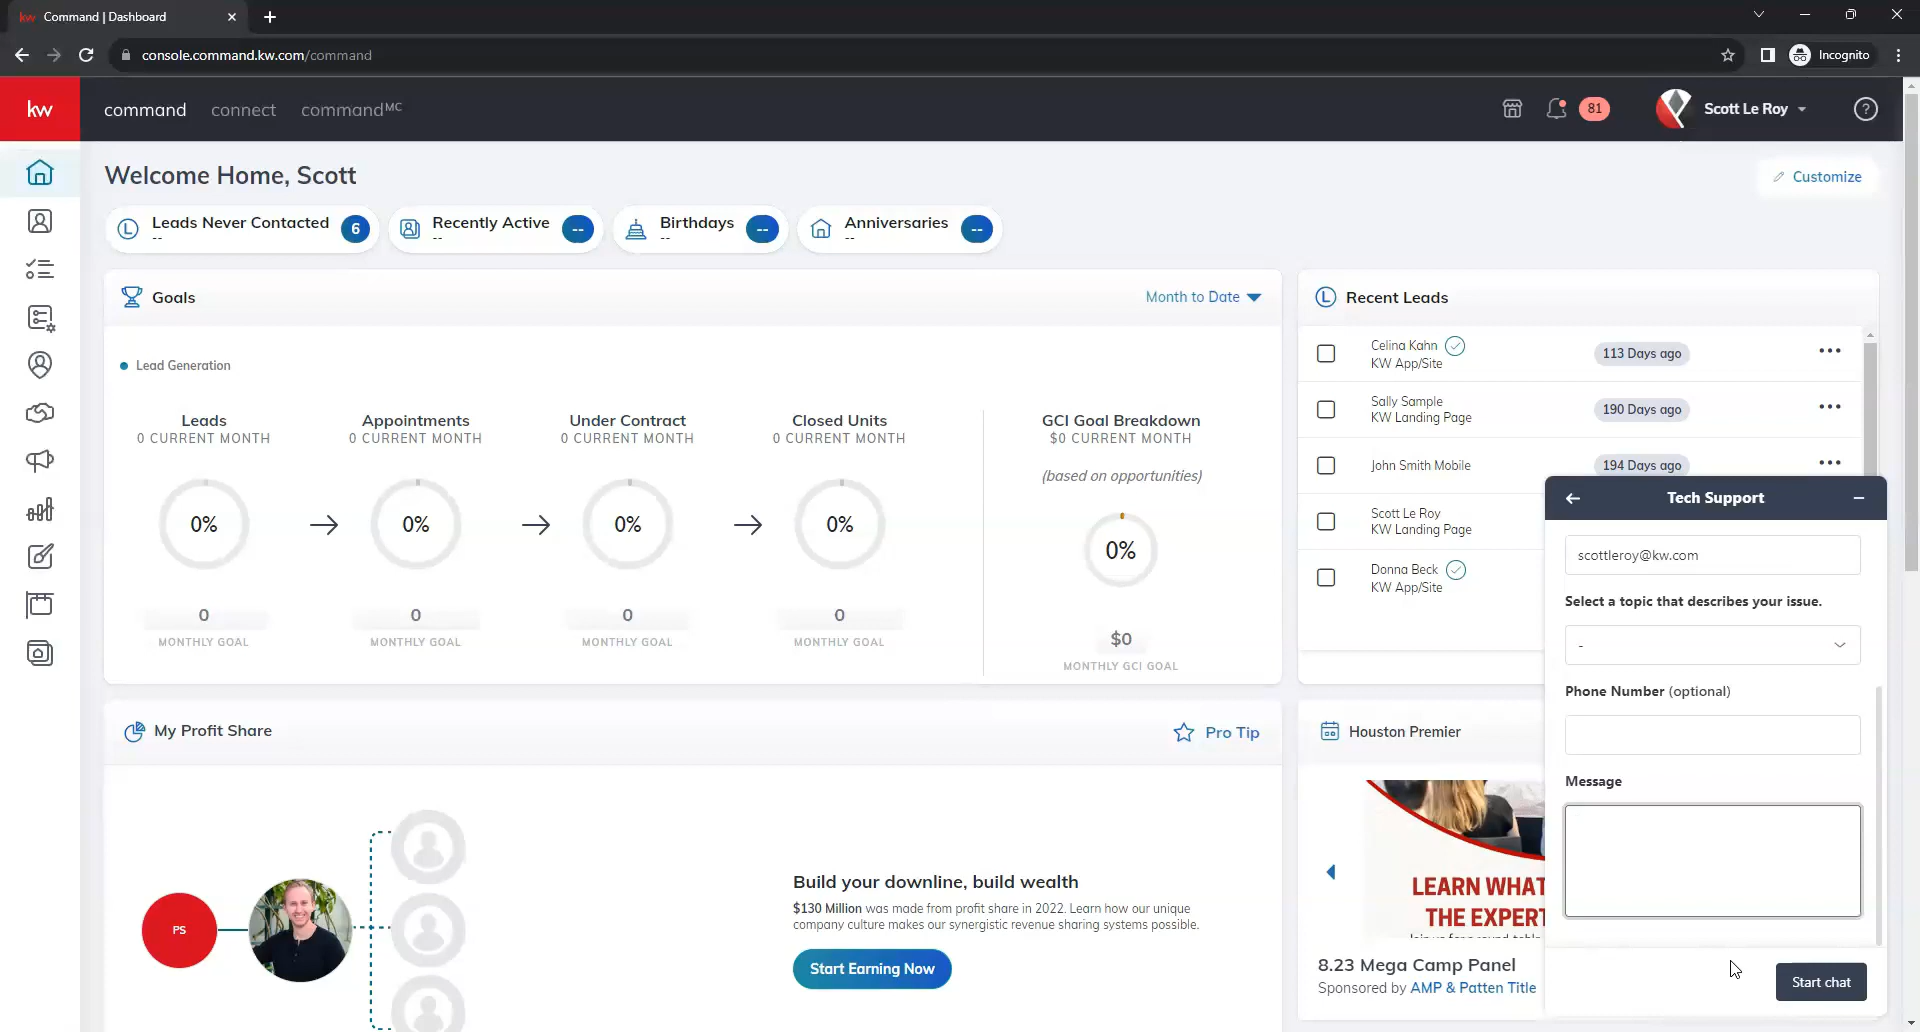 kw Command | Dashboard
console.command.kw.com/command
Incognito
kw
command connect commandMC
81
Scott Le Roy
?
Welcome Home, Scott
Customize
Leads Never Contacted
--
6
Recently Active
--
--
Birthdays
--
--
Anniversaries
--
--
Goals
Month to Date
Lead Generation
Leads
0 CURRENT MONTH
0%
0
MONTHLY GOAL
Appointments
0 CURRENT MONTH
0%
0
MONTHLY GOAL
Under Contract
0 CURRENT MONTH
0%
0
MONTHLY GOAL
Closed Units
0 CURRENT MONTH
0%
0
MONTHLY GOAL
GCI Goal Breakdown
$0 CURRENT MONTH
(based on opportunities)
0%
$0
MONTHLY GCI GOAL
L Recent Leads
Celina Kahn
KW App/Site
113 Days ago
Sally Sample
KW Landing Page
190 Days ago
John Smith Mobile
194 Days ago
Scott Le Roy
KW Landing Page
Donna Beck
KW App/Site
My Profit Share
Pro Tip
PS
Build your downline, build wealth
$130 Million was made from profit share in 2022. Learn how our unique
company culture makes our synergistic revenue sharing systems possible.
Start Earning Now
Houston Premier
LEARN WHAT
THE EXPERT
8.23 Mega Camp Panel
Sponsored by AMP & Patten Title
Tech Support
scottleroy@kw.com
Select a topic that describes your issue.
-
Phone Number (optional)
Message
Start chat